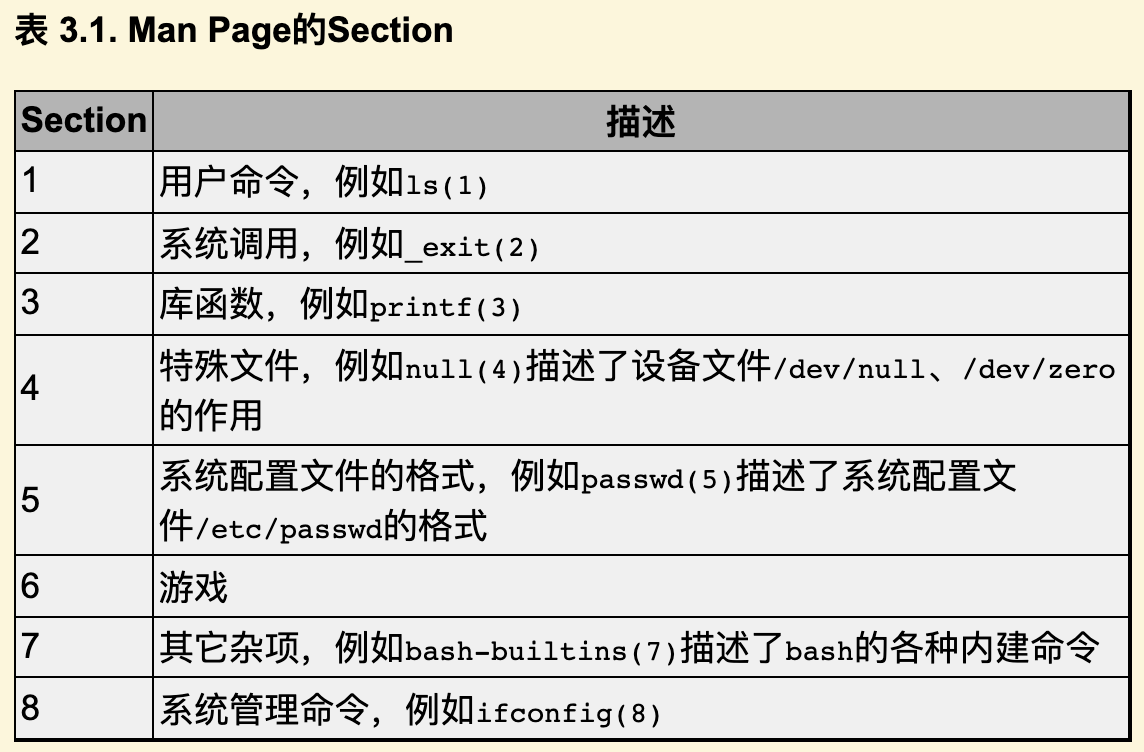 表 3.1. Man Page的Section
Section 描述
1 用户命令，例如ls(1)
2 系统调用，例如_exit(2)
3 库函数，例如printf(3)
4 特殊文件，例如null(4)描述了设备文件/dev/null、/dev/zero
的作用
5 系统配置文件的格式，例如passwd(5)描述了系统配置文
件/etc/passwd的格式
6 游戏
7 其它杂项，例如bash-builtins(7)描述了bash的各种内建命令
8 系统管理命令，例如ifconfig(8)